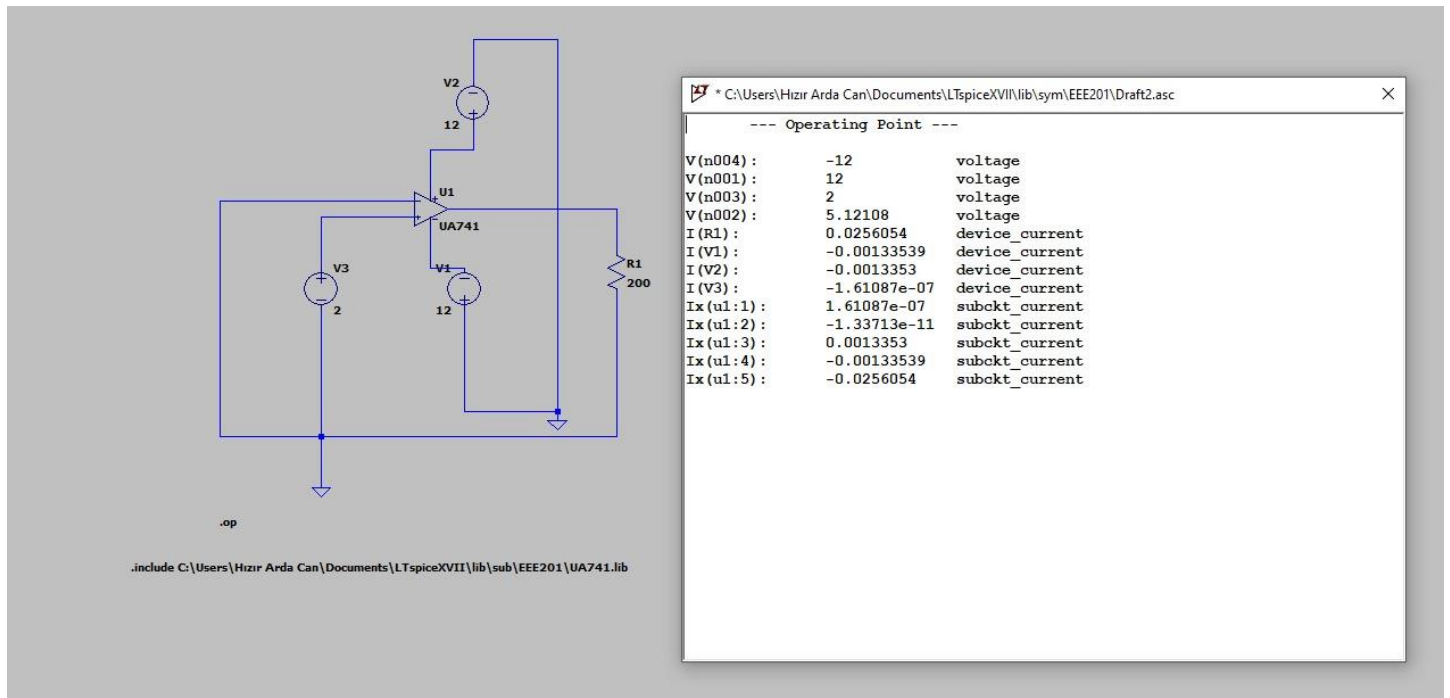 V2
12
U1
UA741
V3
2
V1
12
R1
200
.op
.include C:\Users\Hızır Arda Can\Documents\LTspiceXVII\lib\sub\EEE201\UA741.lib
* C:\Users\Hızır Arda Can\Documents\LTspiceXVII\lib\sym\EEE201\Draft2.asc
--- Operating Point ---
V(n004): -12 voltage
V(n001): 12 voltage
V(n003): 2 voltage
V(n002): 5.12108 voltage
I(R1): 0.0256054 device_current
I(V1): -0.00133539 device_current
I(V2): -0.0013353 device_current
I(V3): -1.61087e-07 device_current
Ix(u1:1): 1.61087e-07 subckt_current
Ix(u1:2): -1.33713e-11 subckt_current
Ix(u1:3): 0.0013353 subckt_current
Ix(u1:4): -0.00133539 subckt_current
Ix(u1:5): -0.0256054 subckt_current